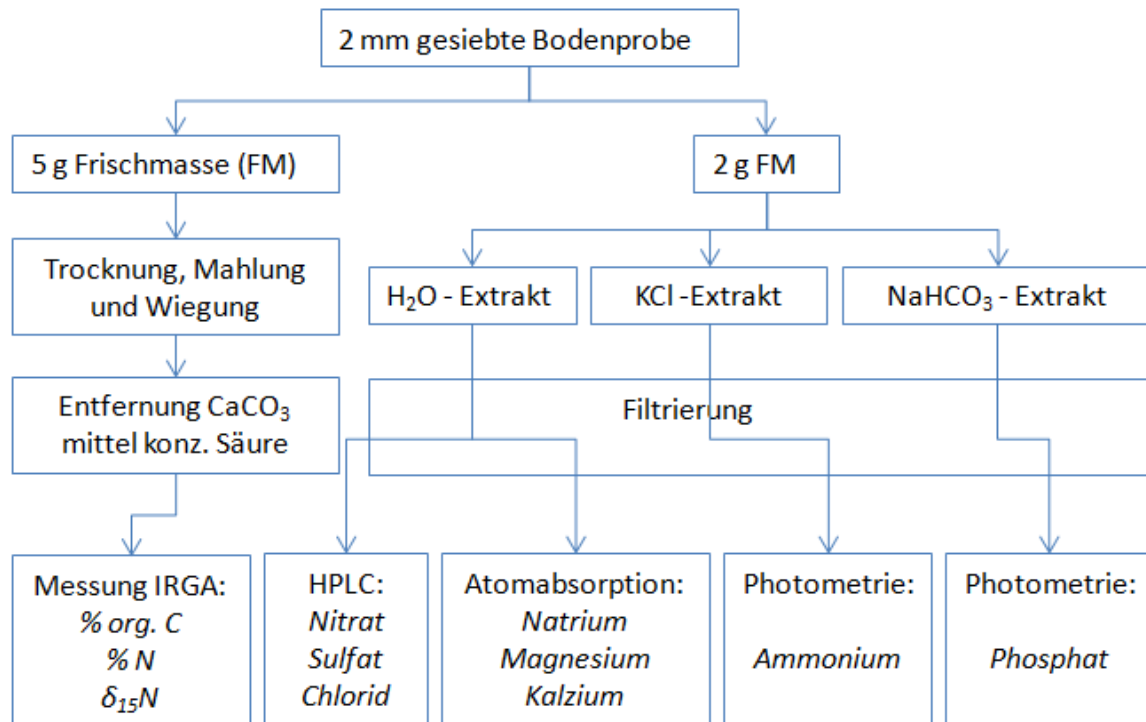 2 mm gesiebte Bodenprobe
5 g Frischmasse (FM)
2 g FM
Trocknung, Mahlung
und Wiegung
H₂O - Extrakt
KCl -Extrakt
NaHCO₃ - Extrakt
Entfernung CaCO₃
mittel konz. Säure
Filtrierung
Messung IRGA:
% org. C
% N
δ₁₅N
HPLC:
Nitrat
Sulfat
Chlorid
Atomabsorption:
Natrium
Magnesium
Kalzium
Photometrie:
Ammonium
Photometrie:
Phosphat